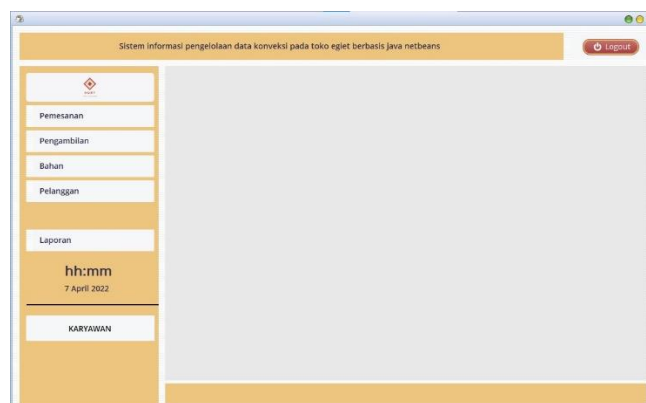 Sistem informasi pengelolaan data konveksi pada toko egiet berbasis java netbeans
Logout
Pemesanan
Pengambilan
Bahan
Pelanggan
Laporan
hh:mm
7 April 2022
KARYAWAN